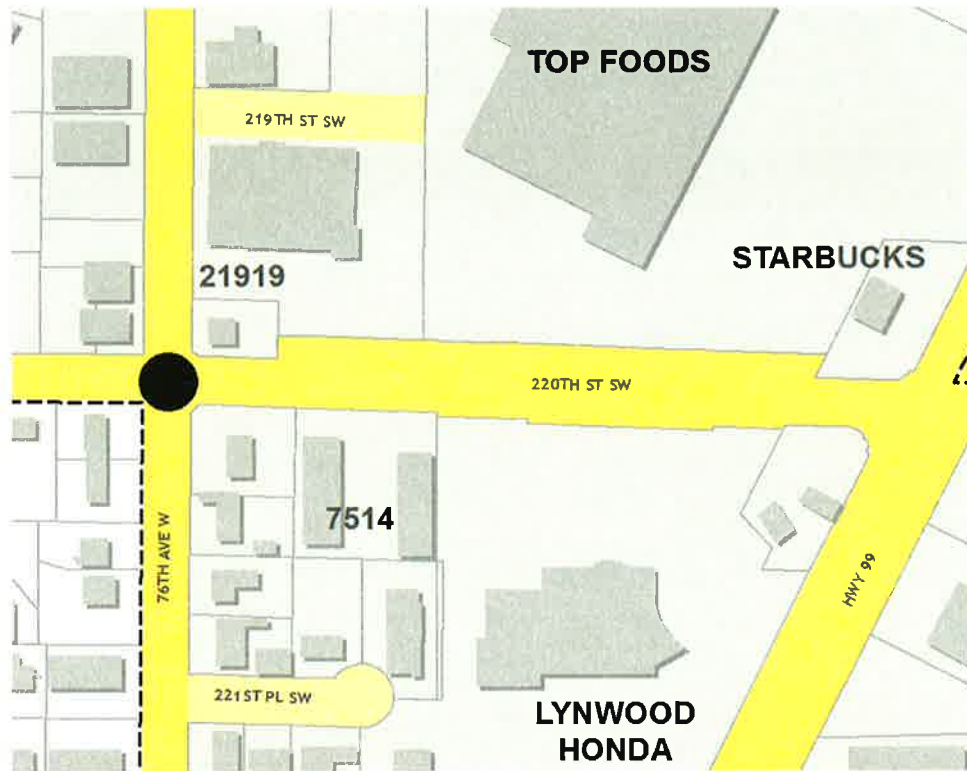 TOP FOODS
219TH ST SW
STARBUCKS
21919
220TH ST SW
7514
76TH AVE W
HWY 99
221ST PL SW
LYNWOOD
HONDA